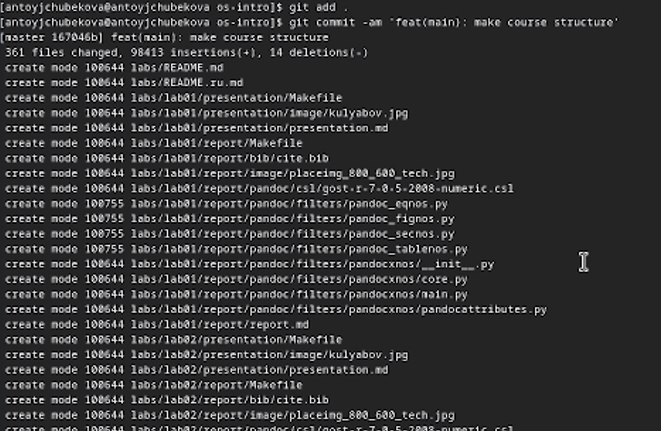 [antoyjchubekova@antoyjchubekova os-intro]$ git add .
[antoyjchubekova@antoyjchubekova os-intro]$ git commit -am 'feat(main): make course structure'
[master 167046b] feat(main): make course structure
361 files changed, 98413 insertions(+), 14 deletions(-)
create mode 100644 labs/README.md
create mode 100644 labs/README.ru.md
create mode 100644 labs/lab01/presentation/Makefile
create mode 100644 labs/lab01/presentation/image/kulyabov.jpg
create mode 100644 labs/lab01/presentation/presentation.md
create mode 100644 labs/lab01/report/Makefile
create mode 100644 labs/lab01/report/bib/cite.bib
create mode 100644 labs/lab01/report/image/placeimg_800_600_tech.jpg
create mode 100644 labs/lab01/report/pandoc/csl/gost-r-7-0-5-2008-numeric.csl
create mode 100755 labs/lab01/report/pandoc/filters/pandoc_eqnos.py
create mode 100755 labs/lab01/report/pandoc/filters/pandoc_fignos.py
create mode 100755 labs/lab01/report/pandoc/filters/pandoc_secnos.py
create mode 100755 labs/lab01/report/pandoc/filters/pandoc_tablenos.py
create mode 100644 labs/lab01/report/pandoc/filters/pandocxnos/__init__.py
create mode 100644 labs/lab01/report/pandoc/filters/pandocxnos/core.py
create mode 100644 labs/lab01/report/pandoc/filters/pandocxnos/main.py
create mode 100644 labs/lab01/report/pandoc/filters/pandocxnos/pandocattributes.py
create mode 100644 labs/lab01/report/report.md
create mode 100644 labs/lab02/presentation/Makefile
create mode 100644 labs/lab02/presentation/image/kulyabov.jpg
create mode 100644 labs/lab02/presentation/presentation.md
create mode 100644 labs/lab02/report/Makefile
create mode 100644 labs/lab02/report/bib/cite.bib
create mode 100644 labs/lab02/report/image/placeimg_800_600_tech.jpg
create mode 100644 labs/lab02/report/pandoc/csl/gost-r-7-0-5-2008-numeric.csl